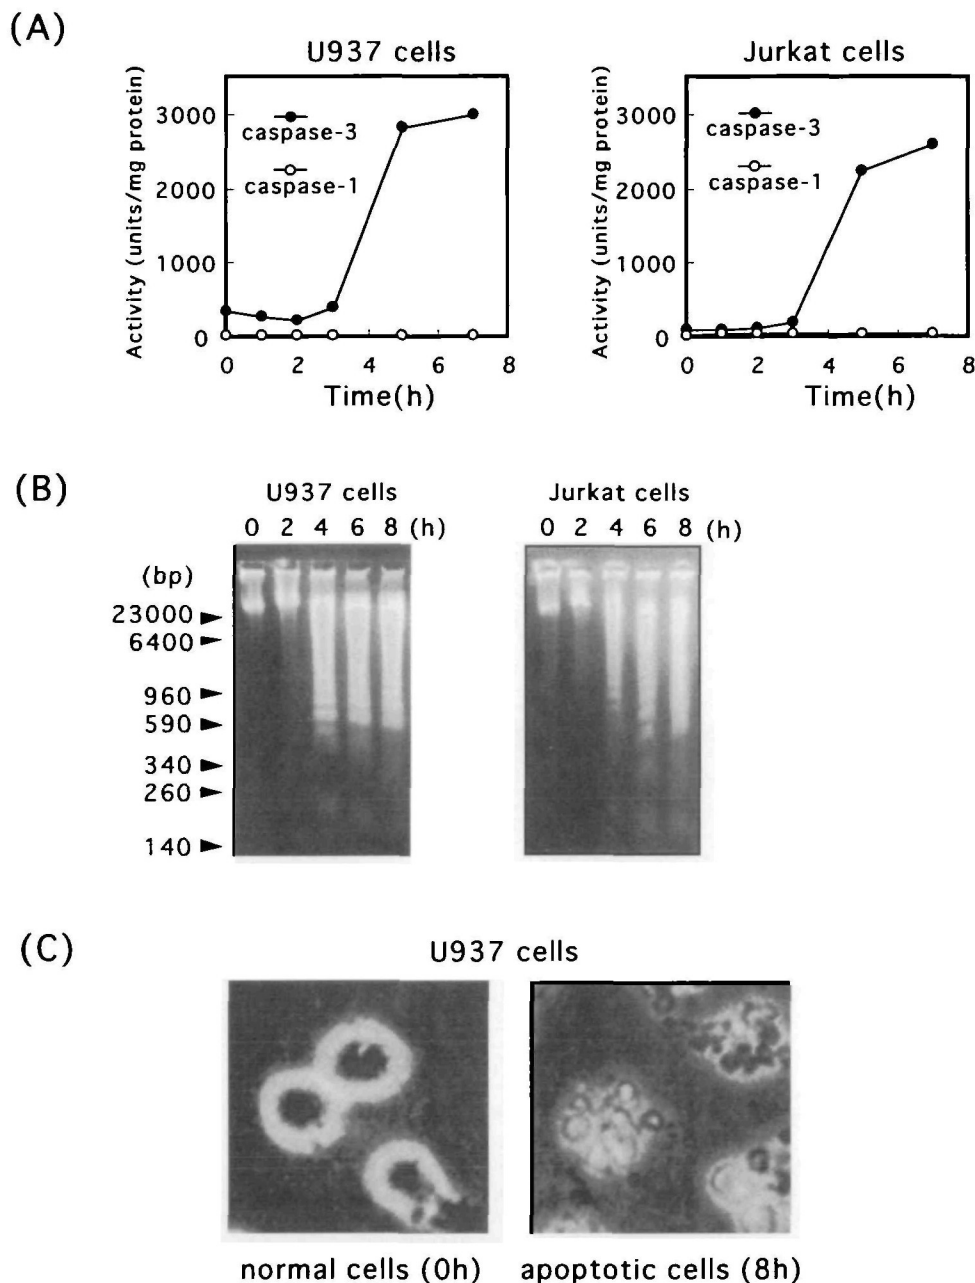 (A)
U937 cells
Activity (units/mg protein)
3000
2000
1000
0
caspase-3
caspase-1
0 2 4 6 8
Time(h)
Jurkat cells
Activity (units/mg protein)
3000
2000
1000
0
caspase-3
caspase-1
0 2 4 6 8
Time(h)
(B)
U937 cells
0 2 4 6 8 (h)
Jurkat cells
0 2 4 6 8 (h)
(bp)
23000
6400
960
590
340
260
140
(C)
U937 cells
normal cells (0h)
apoptotic cells (8h)